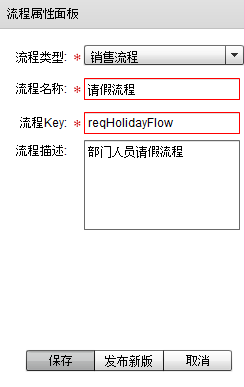 流程属性面板
流程类型: * 销售流程
流程名称: * 请假流程
流程Key: * reqHolidayFlow
流程描述: 部门人员请假流程
保存 发布新版 取消